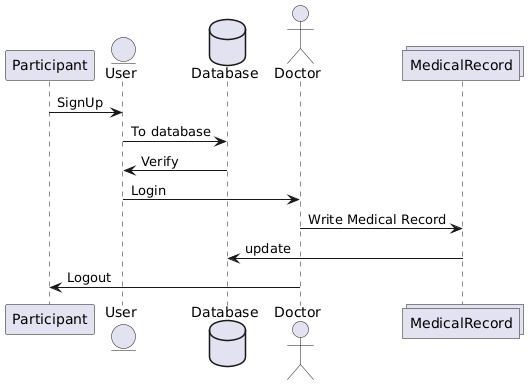 Participant
User
Database
Doctor
MedicalRecord
SignUp
To database
Verify
Login
Write Medical Record
update
Logout
Participant
User
Database
Doctor
MedicalRecord